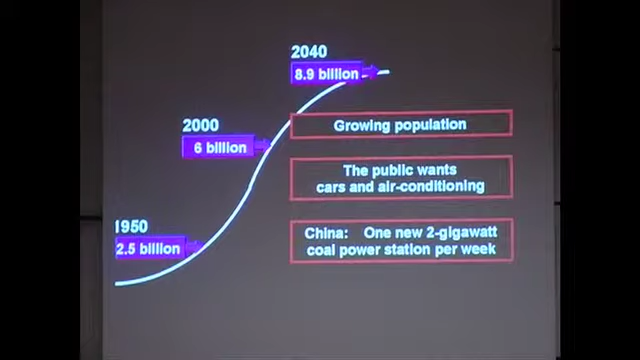 2040
8.9 billion
2000
6 billion
Growing population
The public wants
cars and air-conditioning
1950
2.5 billion
China: One new 2-gigawatt
coal power station per week